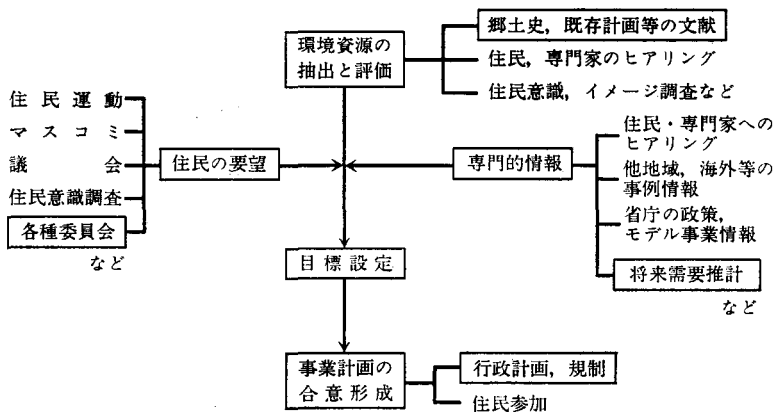 環境資源の
抽出と評価
郷土史，既存計画等の文献
住民，専門家のヒアリング
住民意識，イメージ調査など
住民運動
マスコミ
議会
住民意識調査
各種委員会
など
住民の要望
専門的情報
住民・専門家への
ヒアリング
他地域，海外等の
事例情報
省庁の政策，
モデル事業情報
将来需要推計
など
目標設定
事業計画の
合意形成
行政計画，規制
住民参加